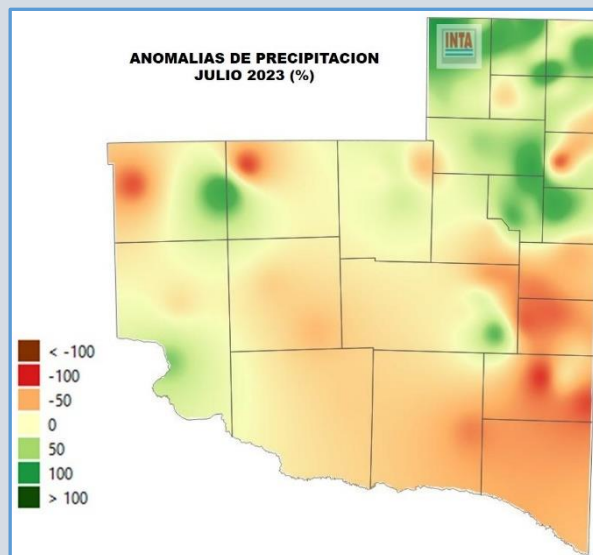 INTA
ANOMALIAS DE PRECIPITACION
JULIO 2023 (%)
< -100
-100
-50
0
50
100
> 100